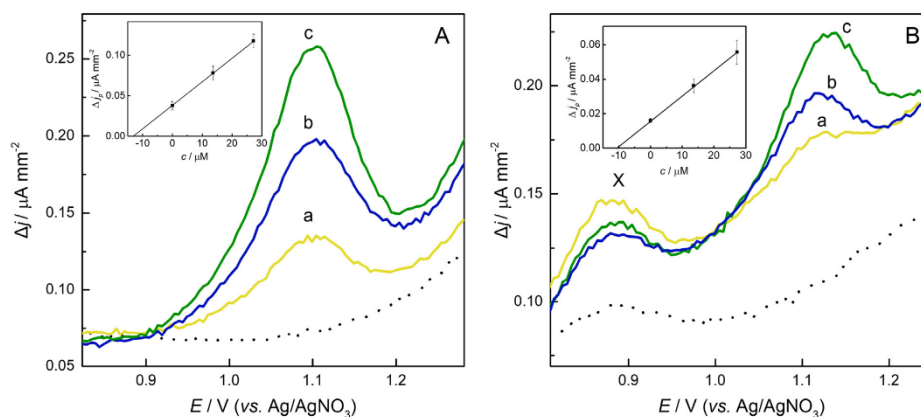 A
0.25
0.20
0.15
0.10
0.05
Δj / μA mm⁻²
0.9 1.0 1.1 1.2
E / V (vs. Ag/AgNO₃)
c
b
a
0.10
0.05
0.00
Δjₚ / μA mm⁻²
-10 0 10 20 30
c / μM
B
0.20
0.15
0.10
Δj / μA mm⁻²
0.9 1.0 1.1 1.2
E / V (vs. Ag/AgNO₃)
c
b
a
X
0.06
0.04
0.02
0.00
Δjₚ / μA mm⁻²
-10 0 10 20 30
c / μM